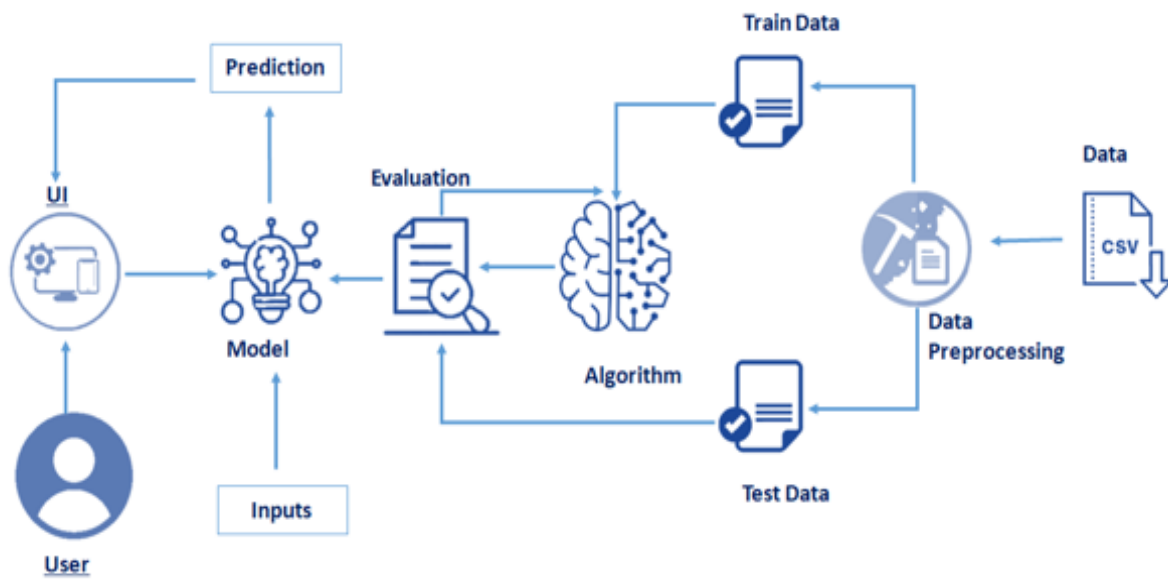 Train Data
Prediction
Data
Evaluation
UI
CSV
Data
Preprocessing
Model
Algorithm
Test Data
Inputs
User